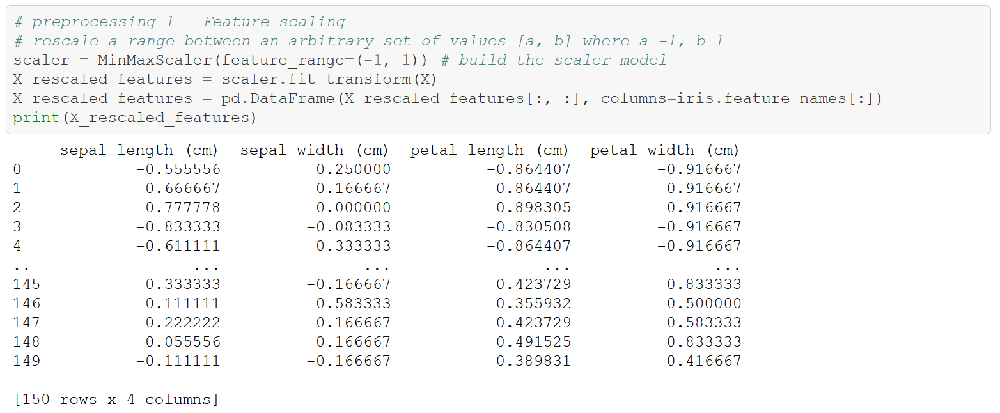 # preprocessing 1 - Feature scaling
# rescale a range between an arbitrary set of values [a, b] where a=-1, b=1
scaler = MinMaxScaler(feature_range=(-1, 1)) # build the scaler model
X_rescaled_features = scaler.fit_transform(X)
X_rescaled_features = pd.DataFrame(X_rescaled_features[:, :], columns=iris.feature_names[:])
print(X_rescaled_features)
     sepal length (cm)  sepal width (cm)  petal length (cm)  petal width (cm)
0            -0.555556          0.250000          -0.864407         -0.916667
1            -0.666667         -0.166667          -0.864407         -0.916667
2            -0.777778          0.000000          -0.898305         -0.916667
3            -0.833333         -0.083333          -0.830508         -0.916667
4            -0.611111          0.333333          -0.864407         -0.916667
..                 ...               ...                ...               ...
145           0.333333         -0.166667           0.423729          0.833333
146           0.111111         -0.583333           0.355932          0.500000
147           0.222222         -0.166667           0.423729          0.583333
148           0.055556          0.166667           0.491525          0.833333
149          -0.111111         -0.166667           0.389831          0.416667
[150 rows x 4 columns]